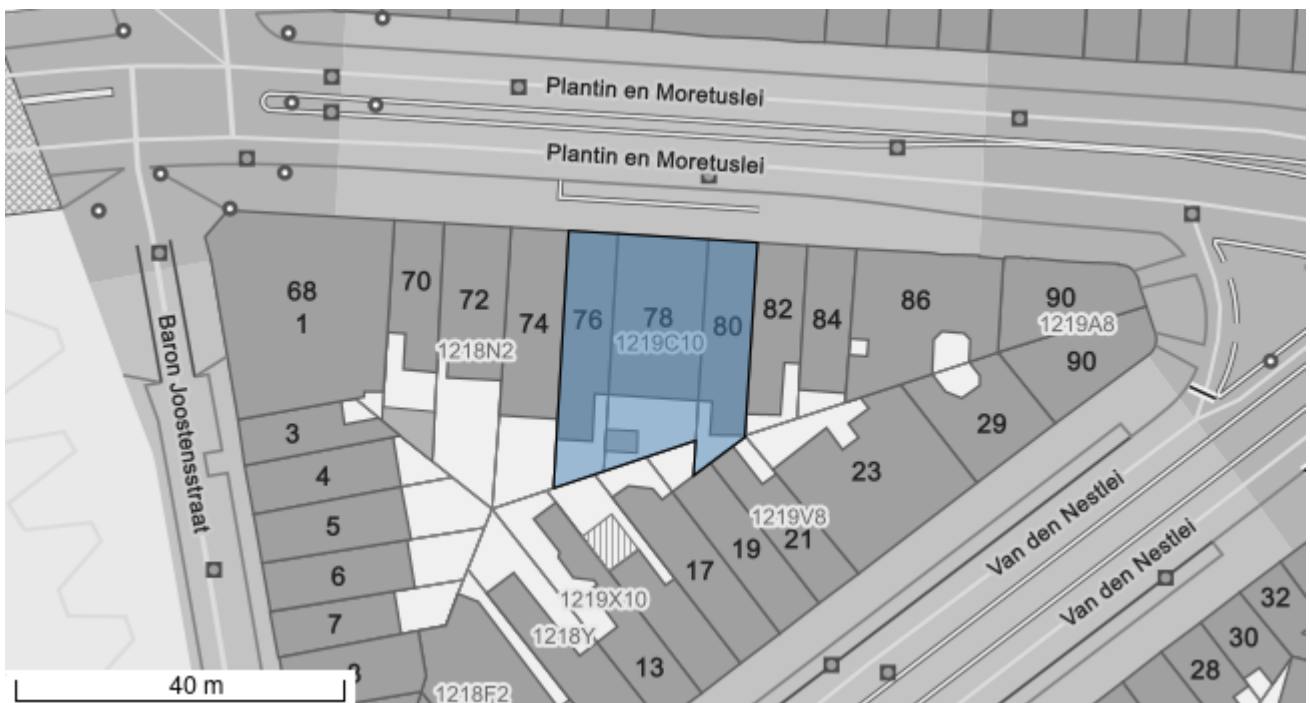 Plantin en Moretuslei
Plantin en Moretuslei
Baron Joostensstraat
68
1
70
72
1218N2
74
76
78
1219C10
80
82
84
86
90
1219A8
90
3
4
5
6
7
29
23
1219V8
21
19
17
1219X10
1218Y
13
1218F2
Van den Nestlei
Van den Nestlei
32
30
28
40 m